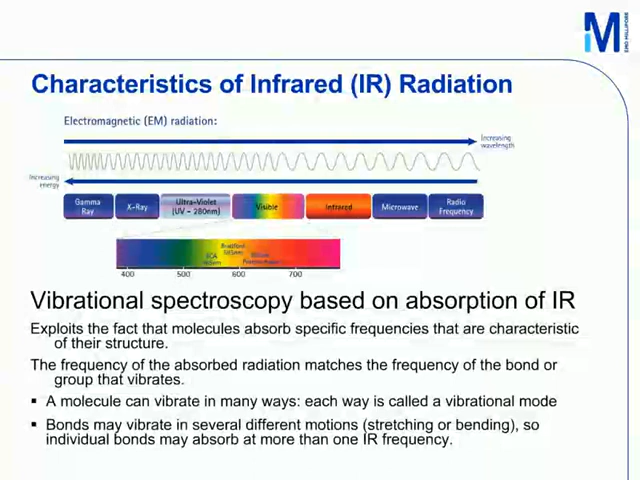 M
EMD MILLIPORE
Characteristics of Infrared (IR) Radiation
Electromagnetic (EM) radiation:
Increasing
wavelength
Increasing
energy
Gamma
Ray
X-Ray
Ultra-Violet
(UV - 280nm)
Visible
Infrared
Microwave
Radio
Frequency
Bradford
595nm
BCA
400
500
600
700
Vibrational spectroscopy based on absorption of IR
Exploits the fact that molecules absorb specific frequencies that are characteristic
of their structure.
The frequency of the absorbed radiation matches the frequency of the bond or
group that vibrates.
▪ A molecule can vibrate in many ways: each way is called a vibrational mode
▪ Bonds may vibrate in several different motions (stretching or bending), so
individual bonds may absorb at more than one IR frequency.